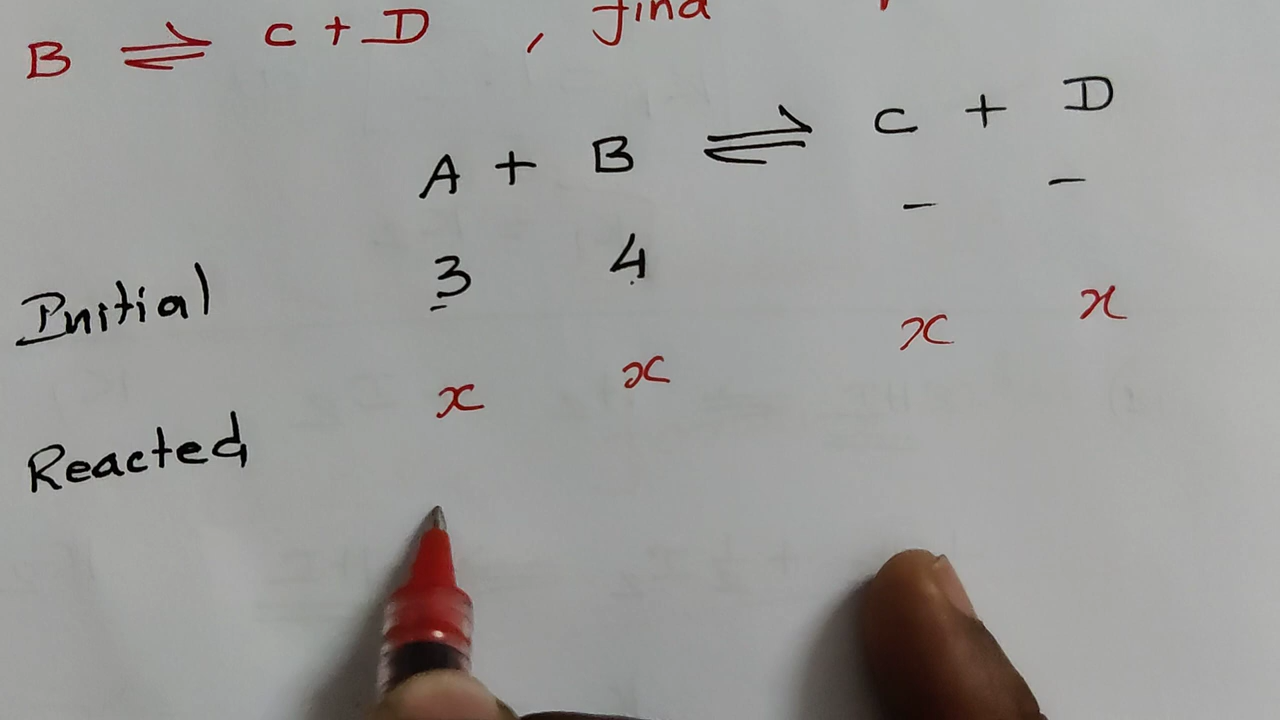 B ⇌ C + D , find
A + B ⇌ C + D
Initial 3 4 – –
Reacted x x x x